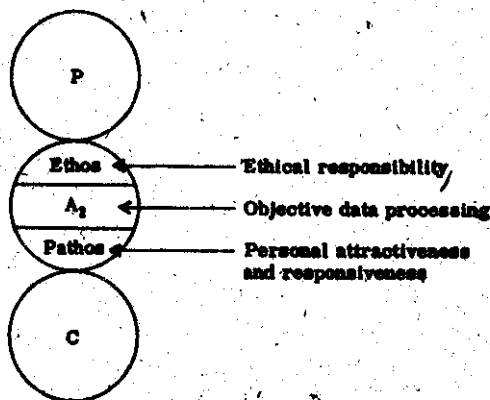 P
Ethos
Ethical responsibility
A₂
Objective data processing
Pathos
Personal attractiveness
and responsiveness
C